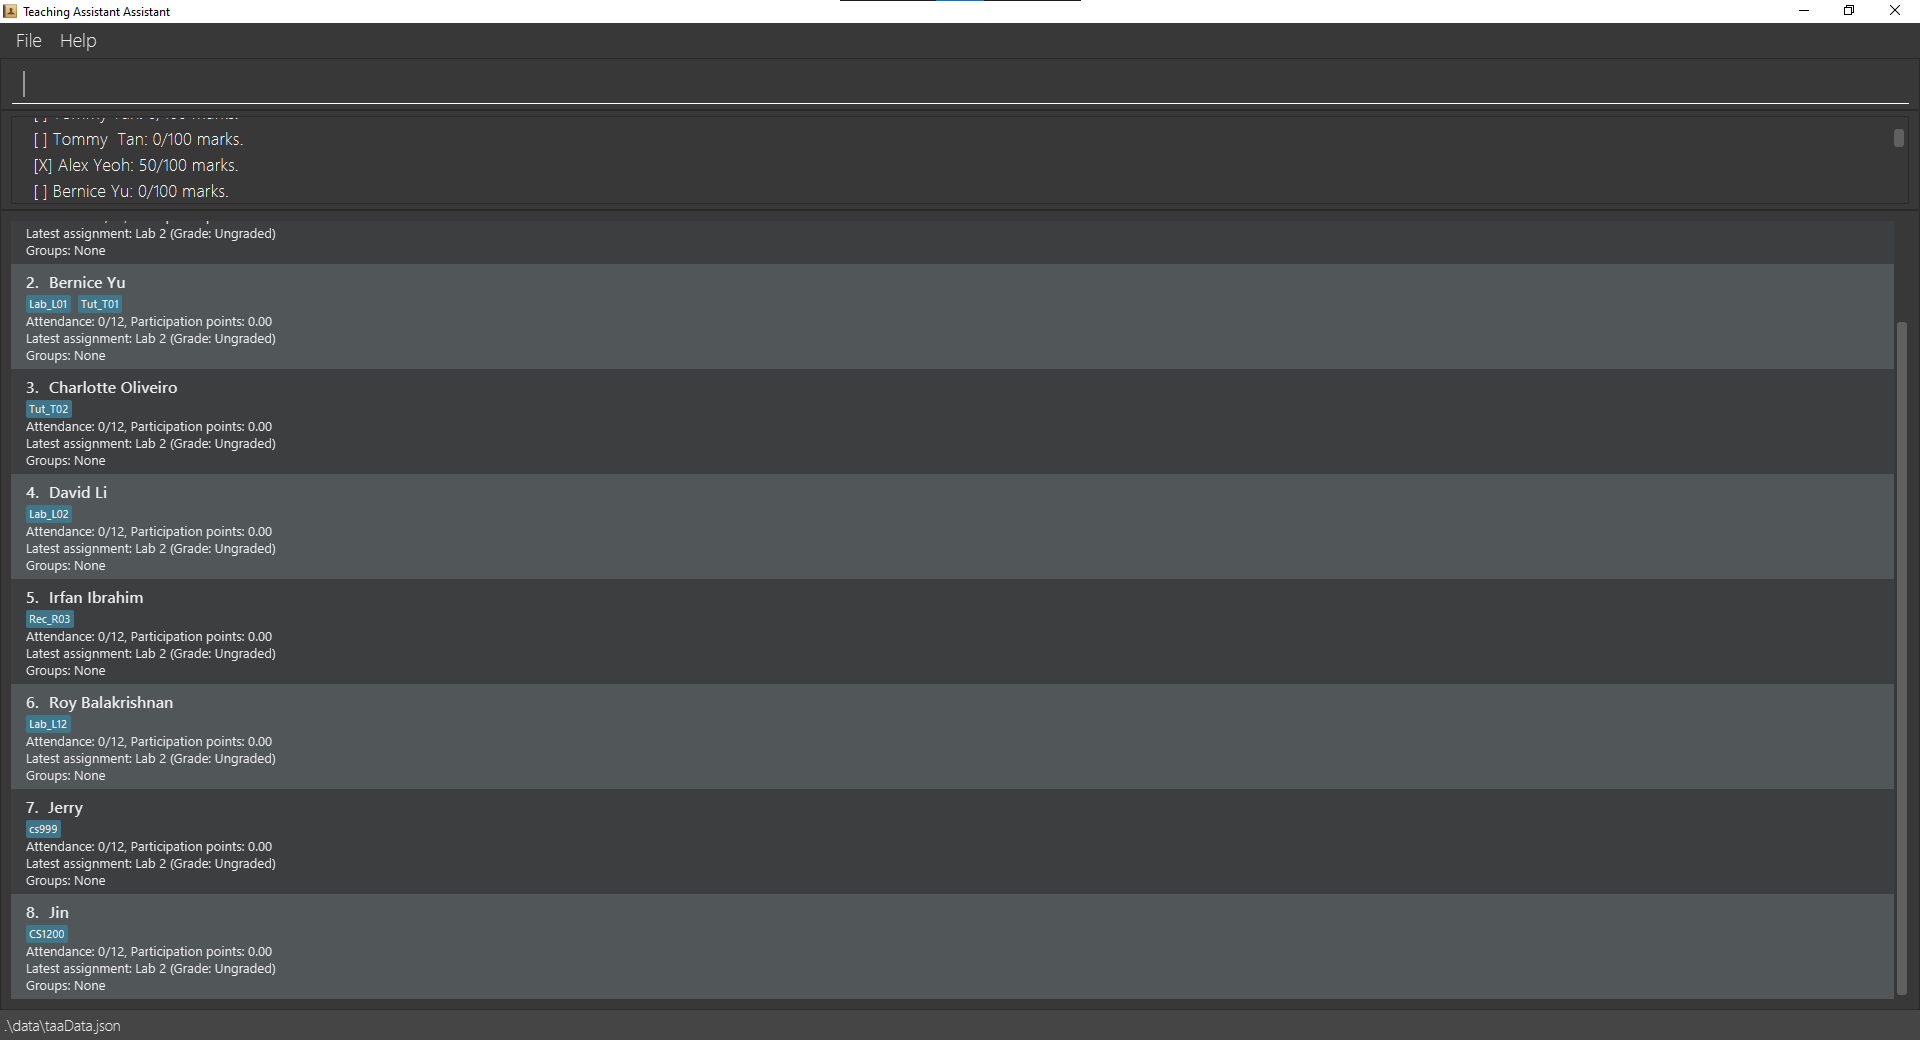 Teaching Assistant Assistant
File Help
[ ] Tommy  Tan: 0/100 marks.
[X] Alex Yeoh: 50/100 marks.
[ ] Bernice Yu: 0/100 marks.
Latest assignment: Lab 2 (Grade: Ungraded)
Groups: None
2. Bernice Yu
Lab_L01 Tut_T01
Attendance: 0/12, Participation points: 0.00
Latest assignment: Lab 2 (Grade: Ungraded)
Groups: None
3. Charlotte Oliveiro
Tut_T02
Attendance: 0/12, Participation points: 0.00
Latest assignment: Lab 2 (Grade: Ungraded)
Groups: None
4. David Li
Lab_L02
Attendance: 0/12, Participation points: 0.00
Latest assignment: Lab 2 (Grade: Ungraded)
Groups: None
5. Irfan Ibrahim
Rec_R03
Attendance: 0/12, Participation points: 0.00
Latest assignment: Lab 2 (Grade: Ungraded)
Groups: None
6. Roy Balakrishnan
Lab_L12
Attendance: 0/12, Participation points: 0.00
Latest assignment: Lab 2 (Grade: Ungraded)
Groups: None
7. Jerry
cs999
Attendance: 0/12, Participation points: 0.00
Latest assignment: Lab 2 (Grade: Ungraded)
Groups: None
8. Jin
CS1200
Attendance: 0/12, Participation points: 0.00
Latest assignment: Lab 2 (Grade: Ungraded)
Groups: None
.\data\taaData.json